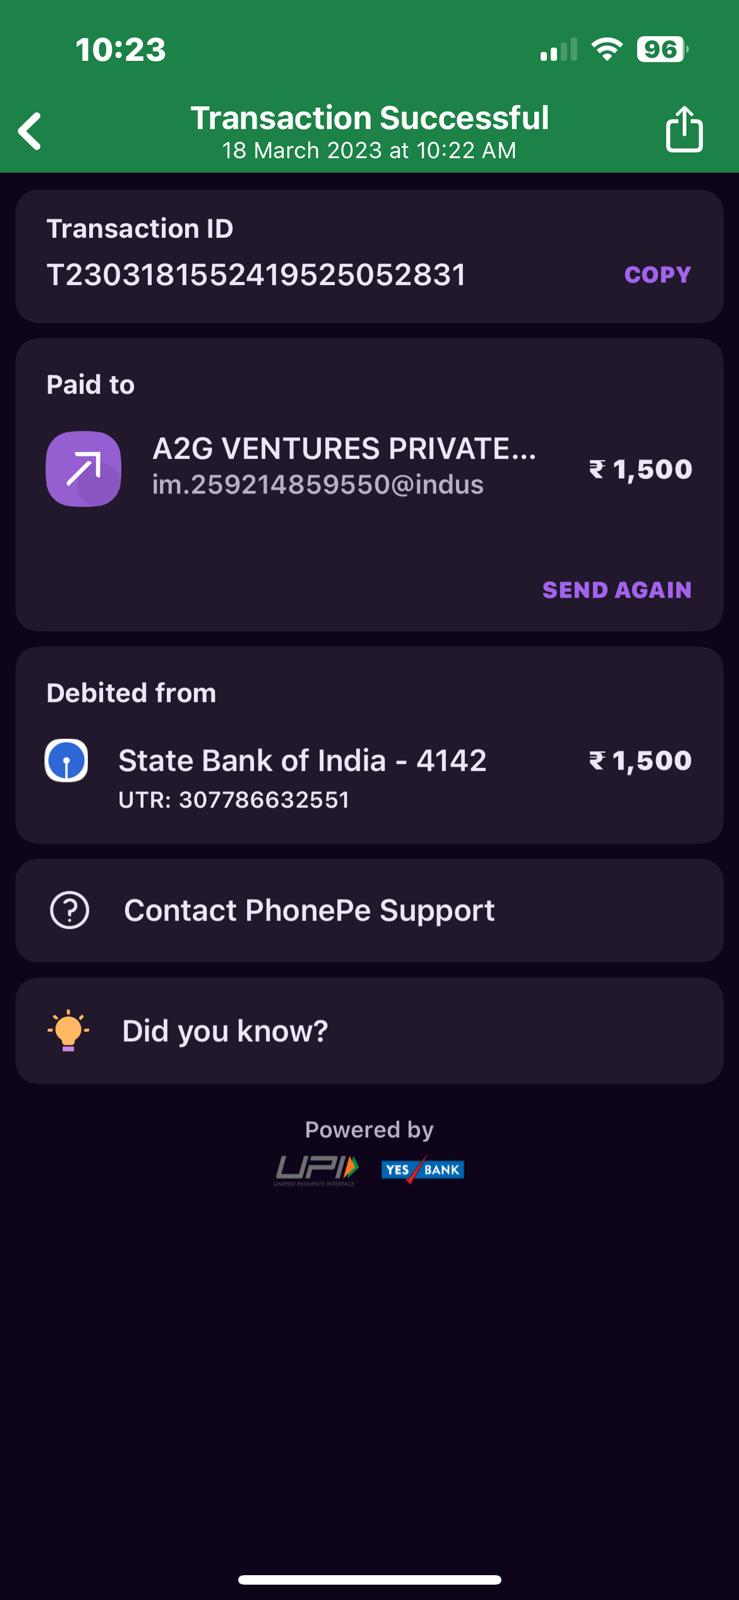 10:23
96
Transaction Successful
18 March 2023 at 10:22 AM
Transaction ID
T2303181552419525052831
COPY
Paid to
A2G VENTURES PRIVATE...
im.259214859550@indus
₹ 1,500
SEND AGAIN
Debited from
State Bank of India - 4142
₹ 1,500
UTR: 307786632551
Contact PhonePe Support
Did you know?
Powered by
UPI
UNIFIED PAYMENTS INTERFACE
YES BANK